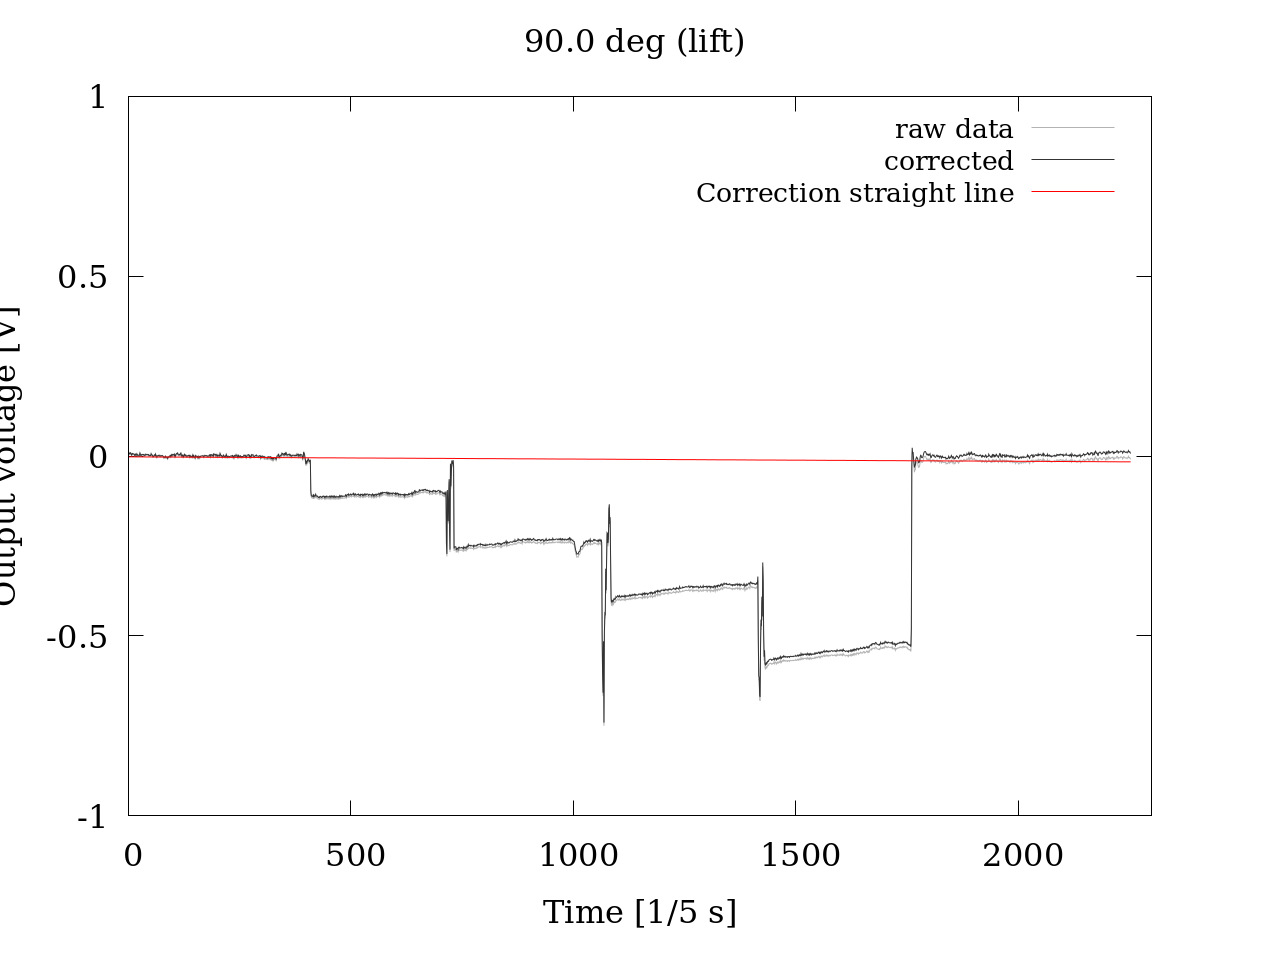 90.0 deg (lift)
raw data
corrected
Correction straight line
Output voltage [V]
1
0.5
0
-0.5
-1
0
500
1000
1500
2000
Time [1/5 s]